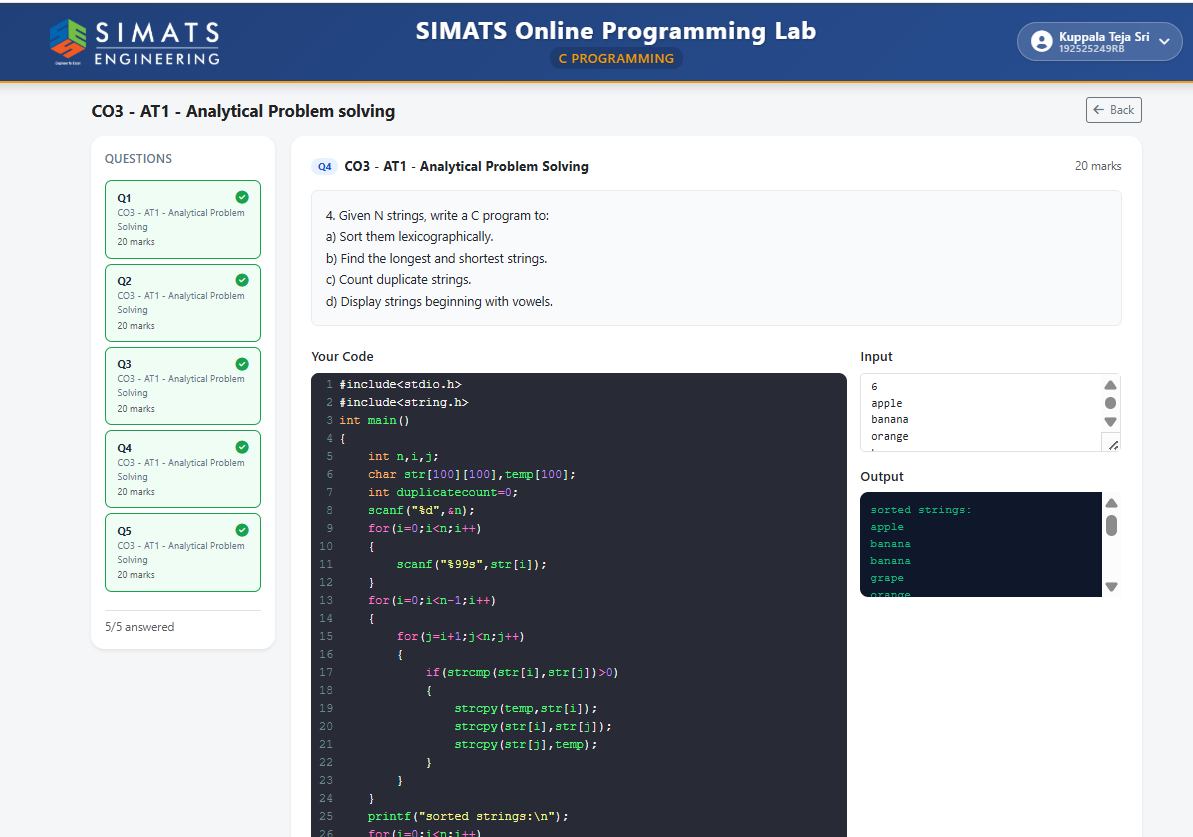 SIMATS
ENGINEERING
Engineer to Excel
SIMATS Online Programming Lab
C PROGRAMMING
Kuppala Teja Sri
192525249RB
CO3 - AT1 - Analytical Problem solving
← Back
QUESTIONS
Q1
CO3 - AT1 - Analytical Problem
Solving
20 marks
Q2
CO3 - AT1 - Analytical Problem
Solving
20 marks
Q3
CO3 - AT1 - Analytical Problem
Solving
20 marks
Q4
CO3 - AT1 - Analytical Problem
Solving
20 marks
Q5
CO3 - AT1 - Analytical Problem
Solving
20 marks
5/5 answered
Q4 CO3 - AT1 - Analytical Problem Solving
20 marks
4. Given N strings, write a C program to:
a) Sort them lexicographically.
b) Find the longest and shortest strings.
c) Count duplicate strings.
d) Display strings beginning with vowels.
Your Code
1 #include<stdio.h>
2 #include<string.h>
3 int main()
4 {
5     int n,i,j;
6     char str[100][100],temp[100];
7     int duplicatecount=0;
8     scanf("%d",&n);
9     for(i=0;i<n;i++)
10     {
11         scanf("%99s",str[i]);
12     }
13     for(i=0;i<n-1;i++)
14     {
15         for(j=i+1;j<n;j++)
16         {
17             if(strcmp(str[i],str[j])>0)
18             {
19                 strcpy(temp,str[i]);
20                 strcpy(str[i],str[j]);
21                 strcpy(str[j],temp);
22             }
23         }
24     }
25     printf("sorted strings:\n");
26     for(i=0;i<n;i++)
Input
6
apple
banana
orange
Output
sorted strings:
apple
banana
banana
grape
orange